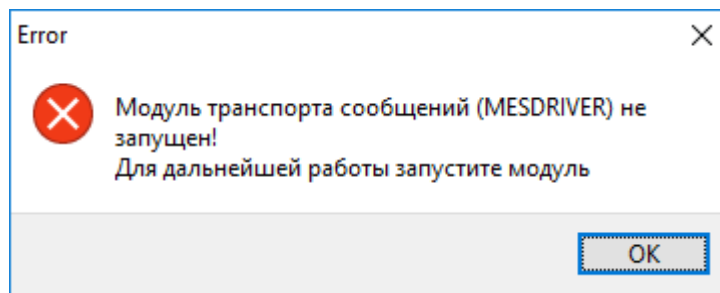 Error
Модуль транспорта сообщений (MESDRIVER) не
запущен!
Для дальнейшей работы запустите модуль
OK